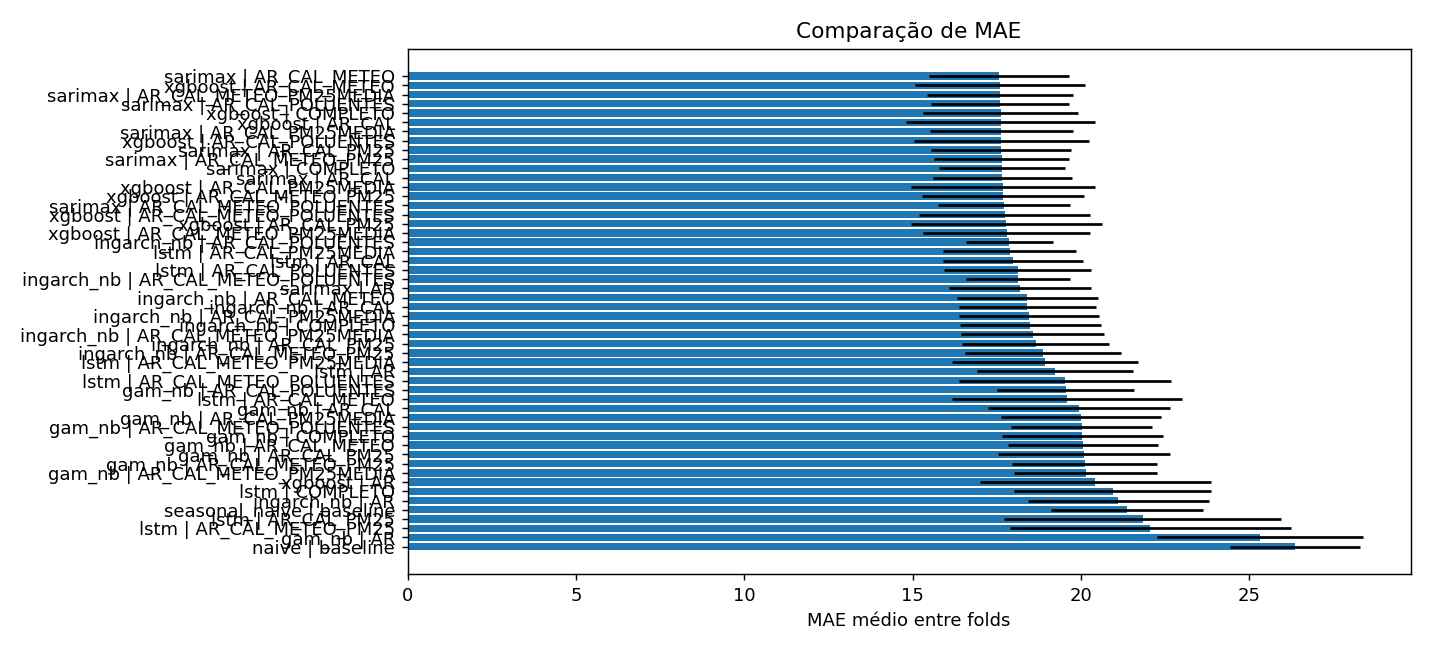 Comparação de MAE
sarimax | AR_CAL_METEO
xgboost | AR_CAL_METEO
sarimax | AR_CAL_METEO_PM25MEDIA
sarimax | AR_CAL_POLUENTES
xgboost | COMPLETO
xgboost | AR_CAL
sarimax | AR_CAL_PM25MEDIA
xgboost | AR_CAL_POLUENTES
sarimax | AR_CAL_PM25
sarimax | AR_CAL_METEO_PM25
sarimax | COMPLETO
sarimax | AR_CAL
xgboost | AR_CAL_PM25MEDIA
xgboost | AR_CAL_METEO_PM25
sarimax | AR_CAL_METEO_POLUENTES
xgboost | AR_CAL_METEO_POLUENTES
xgboost | AR_CAL_PM25
xgboost | AR_CAL_METEO_PM25MEDIA
ingarch_nb | AR_CAL_POLUENTES
lstm | AR_CAL_PM25MEDIA
lstm | AR_CAL
lstm | AR_CAL_POLUENTES
ingarch_nb | AR_CAL_METEO_POLUENTES
sarimax | AR
ingarch_nb | AR_CAL_METEO
ingarch_nb | AR_CAL
ingarch_nb | AR_CAL_PM25MEDIA
ingarch_nb | COMPLETO
ingarch_nb | AR_CAL_METEO_PM25MEDIA
ingarch_nb | AR_CAL_PM25
ingarch_nb | AR_CAL_METEO_PM25
lstm | AR_CAL_METEO_PM25MEDIA
lstm | AR
lstm | AR_CAL_METEO_POLUENTES
gam_nb | AR_CAL_POLUENTES
lstm | AR_CAL_METEO
gam_nb | AR_CAL
gam_nb | AR_CAL_PM25MEDIA
gam_nb | AR_CAL_METEO_POLUENTES
gam_nb | COMPLETO
gam_nb | AR_CAL_METEO
gam_nb | AR_CAL_PM25
gam_nb | AR_CAL_METEO_PM25
gam_nb | AR_CAL_METEO_PM25MEDIA
xgboost | AR
lstm | COMPLETO
ingarch_nb | AR
seasonal_naive | baseline
lstm | AR_CAL_PM25
lstm | AR_CAL_METEO_PM25
gam_nb | AR
naive | baseline
0 5 10 15 20 25
MAE médio entre folds